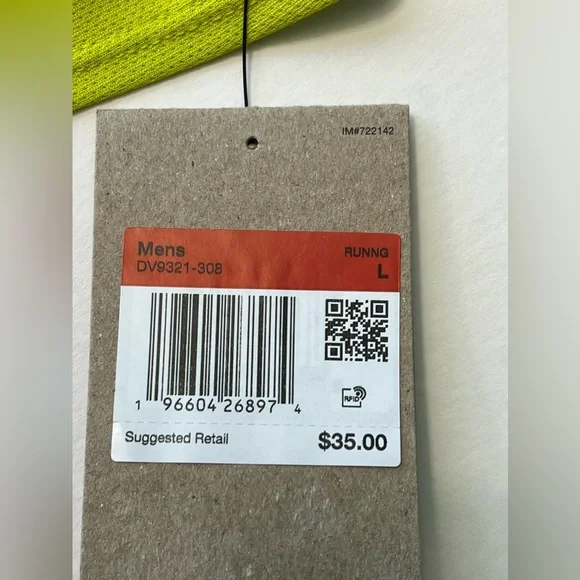 IM#722142
Mens
RUNNG
DV9321-308
L
1 96604 26897 4
RFID
Suggested Retail
$35.00